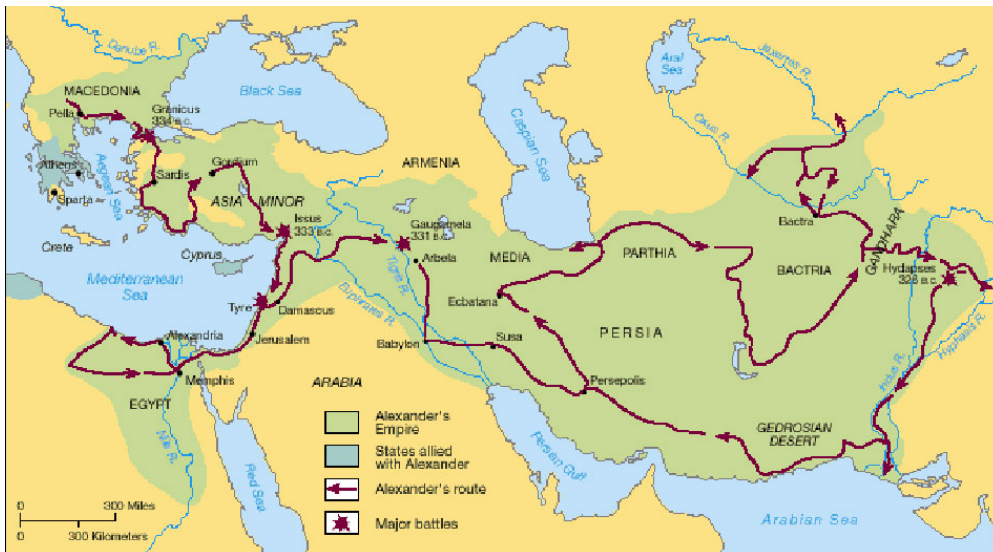 Danube R.
MACEDONIA
Pella
Granicus
334 B.C.
Black Sea
Aral
Sea
Jaxartes R.
Oxus R.
Caspian Sea
Athens
Aegean Sea
Sparta
Sardis
Gordium
ASIA MINOR
ARMENIA
Issus
333 B.C.
Gaugamela
331 B.C.
Arbela
MEDIA
PARTHIA
Bactra
BACTRIA
GANDHARA
Hydaspes
326 B.C.
Crete
Cyprus
Mediterranean
Sea
Tyre
Damascus
Tigris R.
Euphrates R.
Ecbatana
PERSIA
Alexandria
Jerusalem
Babylon
Susa
Indus R.
Hyphasis R.
Memphis
EGYPT
ARABIA
Persepolis
Nile R.
Red Sea
Persian Gulf
GEDROSIAN
DESERT
Arabian Sea
Alexander's
Empire
States allied
with Alexander
Alexander's route
Major battles
0 300 Miles
0 300 Kilometers